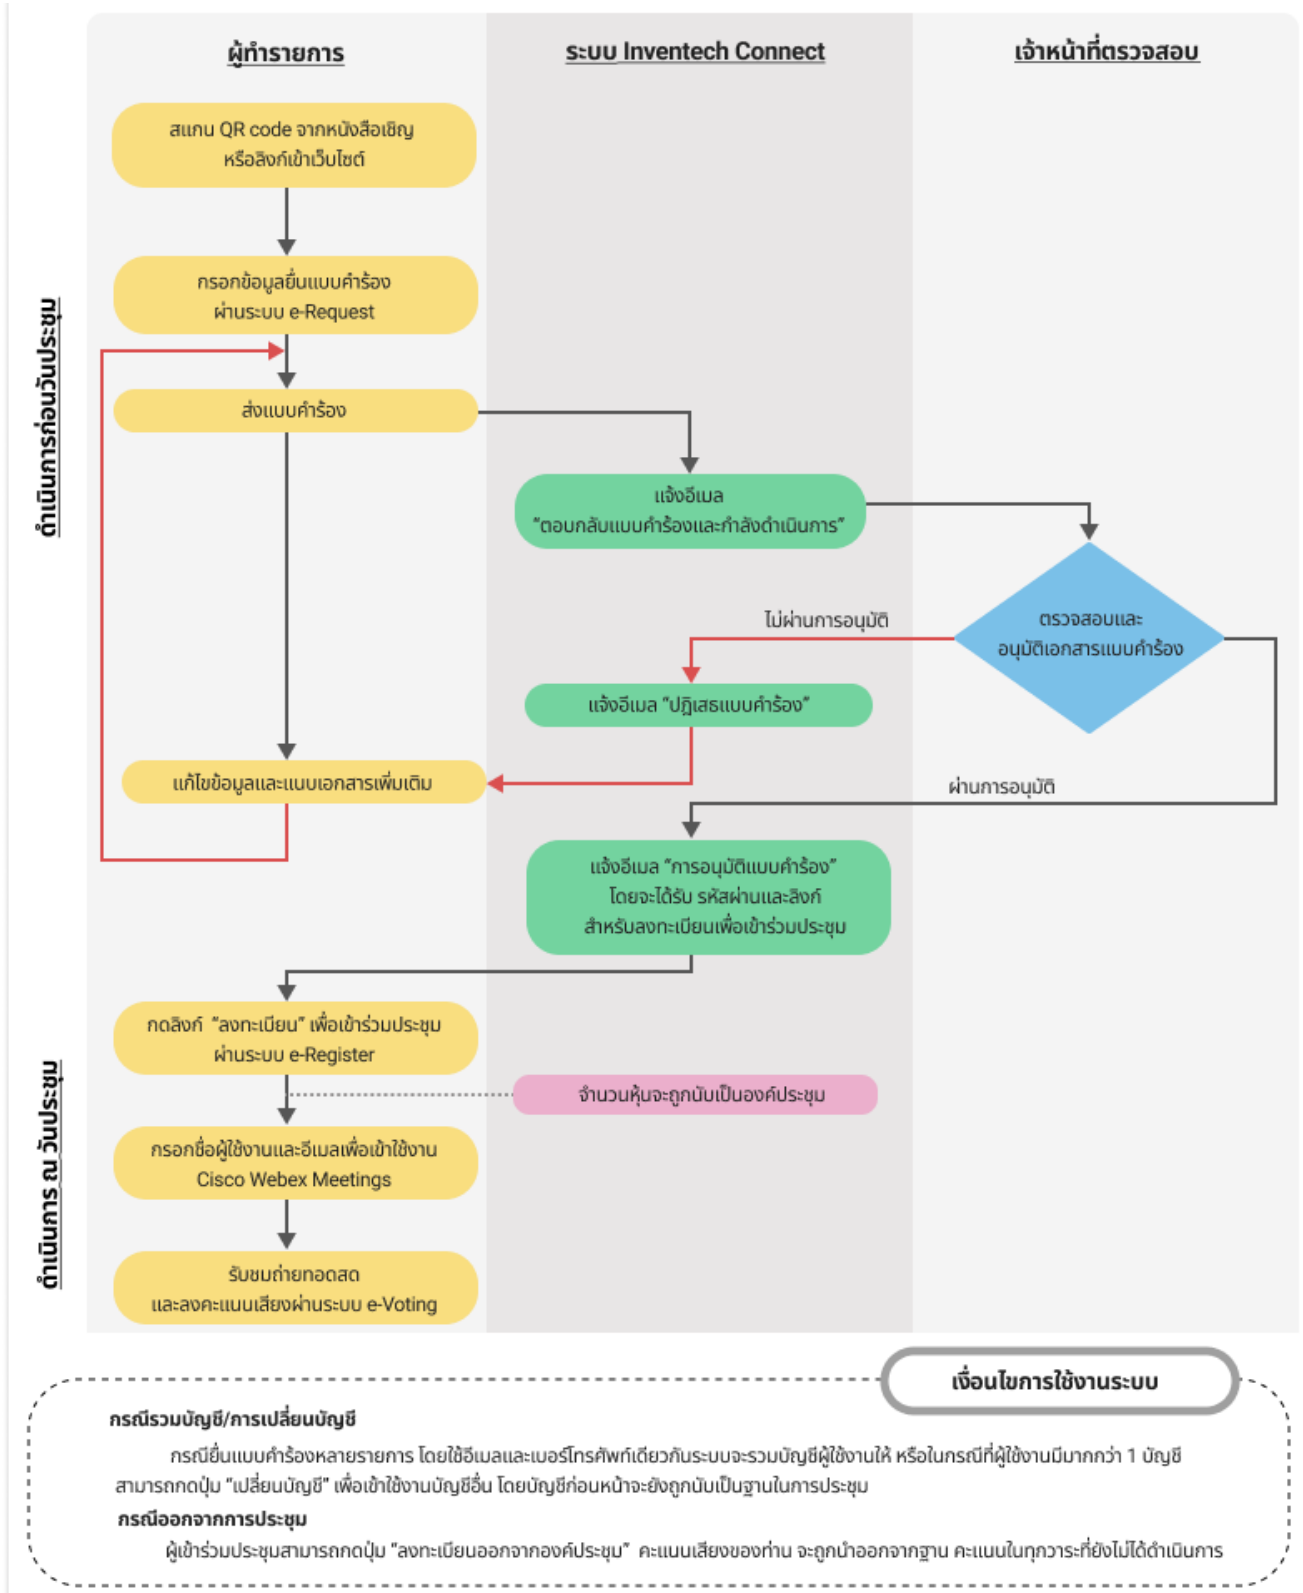 ผู้ทำรายการ
ระบบ Inventech Connect
เจ้าหน้าที่ตรวจสอบ
ดำเนินการก่อนวันประชุม
สแกน QR code จากหนังสือเชิญ
หรือลิงก์เข้าเว็บไซต์
กรอกข้อมูลยื่นแบบคำร้อง
ผ่านระบบ e-Request
ส่งแบบคำร้อง
แจ้งอีเมล
“ตอบกลับแบบคำร้องและกำลังดำเนินการ”
ตรวจสอบและ
อนุมัติเอกสารแบบคำร้อง
ไม่ผ่านการอนุมัติ
แจ้งอีเมล “ปฎิเสธแบบคำร้อง”
แก้ไขข้อมูลและแนบเอกสารเพิ่มเติม
ผ่านการอนุมัติ
แจ้งอีเมล “การอนุมัติแบบคำร้อง”
โดยจะได้รับ รหัสผ่านและลิงก์
สำหรับลงทะเบียนเพื่อเข้าร่วมประชุม
ดำเนินการ ณ วันประชุม
กดลิงก์ “ลงทะเบียน” เพื่อเข้าร่วมประชุม
ผ่านระบบ e-Register
จำนวนหุ้นจะถูกนับเป็นองค์ประชุม
กรอกชื่อผู้ใช้งานและอีเมลเพื่อเข้าใช้งาน
Cisco Webex Meetings
รับชมถ่ายทอดสด
และลงคะแนนเสียงผ่านระบบ e-Voting
เงื่อนไขการใช้งานระบบ
กรณีรวมบัญชี/การเปลี่ยนบัญชี
กรณียื่นแบบคำร้องหลายรายการ โดยใช้อีเมลและเบอร์โทรศัพท์เดียวกันระบบจะรวมบัญชีผู้ใช้งานให้ หรือในกรณีที่ผู้ใช้งานมีมากกว่า 1 บัญชี
สามารถกดปุ่ม “เปลี่ยนบัญชี” เพื่อเข้าใช้งานบัญชีอื่น โดยบัญชีก่อนหน้าจะยังถูกนับเป็นฐานในการประชุม
กรณีออกจากการประชุม
ผู้เข้าร่วมประชุมสามารถกดปุ่ม “ลงทะเบียนออกจากองค์ประชุม” คะแนนเสียงของท่าน จะถูกนำออกจากฐาน คะแนนในทุกวาระที่ยังไม่ได้ดำเนินการ